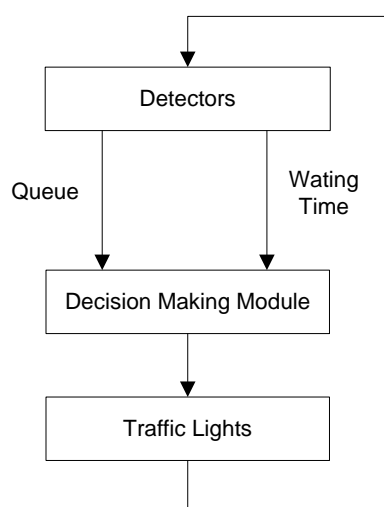 Detectors
Queue
Wating
Time
Decision Making Module
Traffic Lights